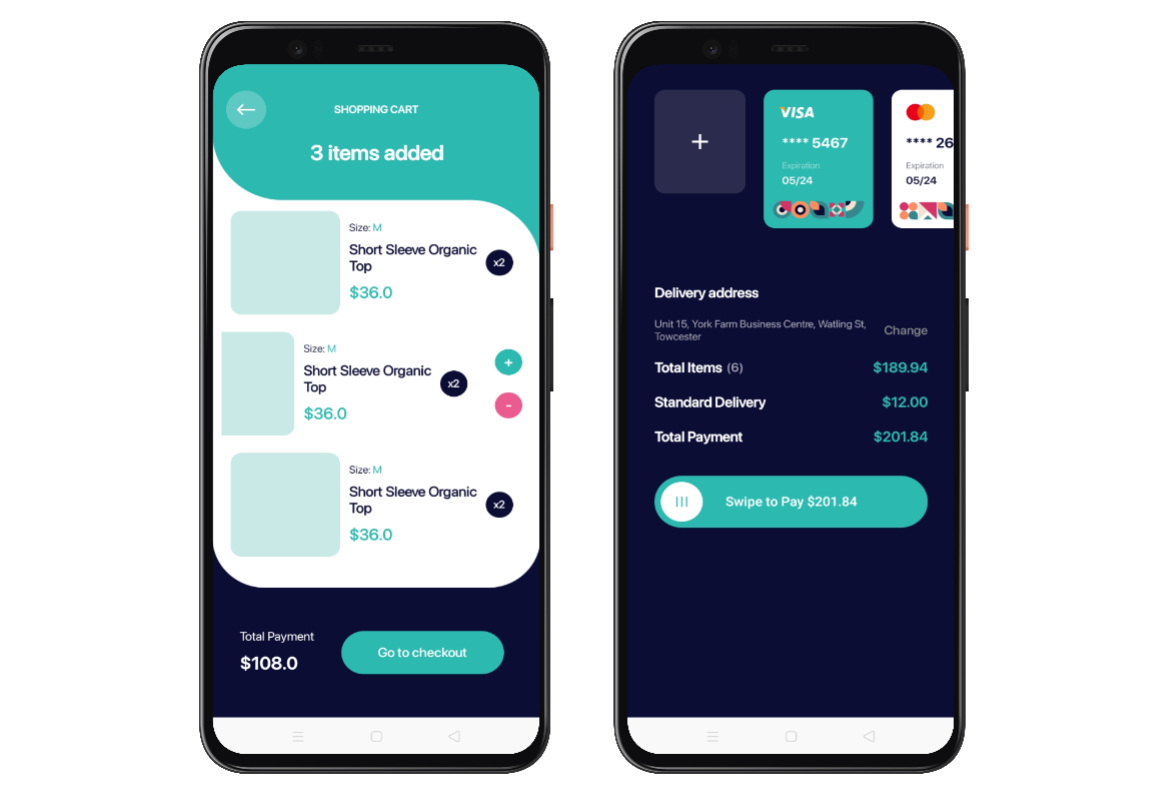 SHOPPING CART
3 items added
Size: M
Short Sleeve Organic
Top
x2
$36.0
Size: M
Short Sleeve Organic
Top
x2
$36.0
+
-
Size: M
Short Sleeve Organic
Top
x2
$36.0
Total Payment
$108.0
Go to checkout
+
VISA
**** 5467
Expiration
05/24
**** 26
Expiration
05/24
Delivery address
Unit 15, York Farm Business Centre, Watling St,
Towcester
Change
Total Items (6) $189.94
Standard Delivery $12.00
Total Payment $201.84
Swipe to Pay $201.84